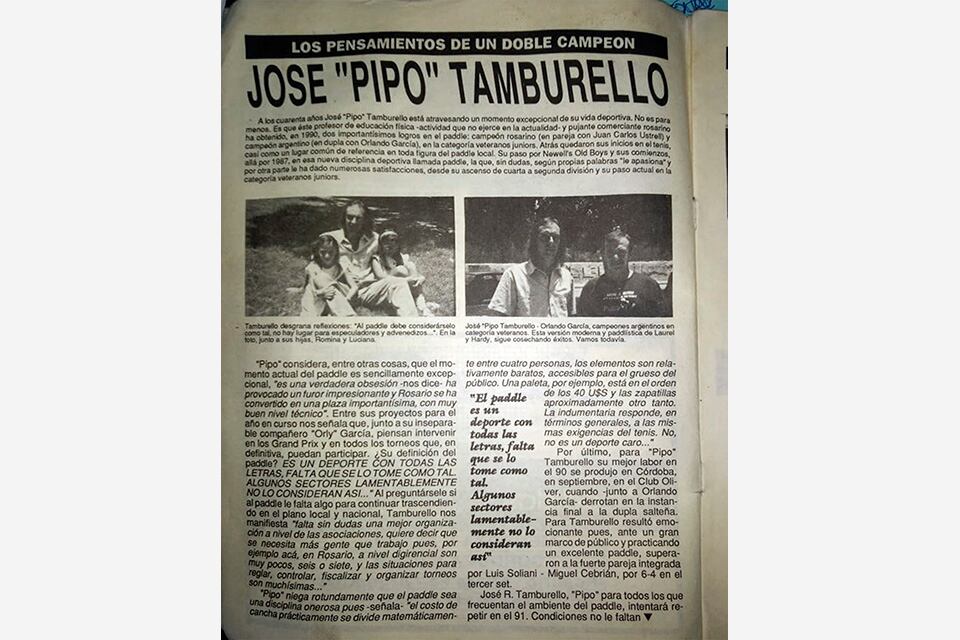 LOS PENSAMIENTOS DE UN DOBLE CAMPEON
JOSE "PIPO" TAMBURELLO
A los cuarenta años José "Pipo" Tamburello está atravesando un momento excepcional de su vida deportiva. No es para
menos. Es que éste profesor de educación física -actividad que no ejerce en la actualidad- y pujante comerciante rosarino
ha obtenido, en 1990, dos importantísimos logros en el paddle; campeón rosarino (en pareja con Juan Carlos Ustrell) y
campeón argentino (en dupla con Orlando García), en la categoría veteranos juniors. Atrás quedaron sus inicios en el tenis,
casi como un lugar común de referencia en toda figura del paddle local. Su paso por Newell's Old Boys y sus comienzos,
allá por 1987, en esa nueva disciplina deportiva llamada paddle, la que, sin dudas, según propias palabras "le apasiona" y
por otra parte le ha dado numerosas satisfacciones, desde su ascenso de cuarta a segunda división y su paso actual en la
categoría veteranos juniors.
Tamburello desgrana reflexiones: "Al paddle debe considerárselo
como tal, no hay lugar para especuladores y advenedizos...". En la
foto, junto a sus hijas, Romina y Luciana.
José "Pipo Tamburello - Orlando García, campeones argentinos en
categoría veteranos. Esta versión moderna y paddlística de Laurel
y Hardy, sigue cosechando éxitos. Vamos todavía.
"Pipo" considera, entre otras cosas, que el mo-
mento actual del paddle es sencillamente excep-
cional, "es una verdadera obsesión -nos dice- ha
provocado un furor impresionante y Rosario se ha
convertido en una plaza importantísima, con muy
buen nivel técnico". Entre sus proyectos para el
año en curso nos señala que, junto a su insepara-
ble compañero "Orly" García, piensan intervenir
en los Grand Prix y en todos los torneos que, en
definitiva, puedan participar. ¿Su definición del
paddle? ES UN DEPORTE CON TODAS LAS
LETRAS, FALTA QUE SE LO TOME COMO TAL.
ALGUNOS SECTORES LAMENTABLEMENTE
NO LO CONSIDERAN ASI..." Al preguntársele si
al paddle le falta algo para continuar trascendien-
do en el plano local y nacional, Tamburello nos
manifiesta "falta sin dudas una mejor organiza-
ción a nivel de las asociaciones, quiere decir que
se necesita más gente que trabajo pues, por
ejemplo acá, en Rosario, a nivel digirencial son
muy pocos, seis o siete, y las situaciones para
reglar, controlar, fiscalizar y organizar torneos
son muchísimas..."
"Pipo" niega rotundamente que el paddle sea
una disciplina onerosa pues -señala- "el costo de
cancha prácticamente se divide matemáticamen-
te entre cuatro personas, los elementos son rela-
tivamente baratos, accesibles para el grueso del
público. Una paleta, por ejemplo, está en el orden
de los 40 U$S y las zapatillas
aproximadamente otro tanto.
La indumentaria responde, en
términos generales, a las mis-
mas exigencias del tenis. No,
no es un deporte caro..."
"El paddle
es un
deporte con
todas las
letras, falta
que se lo
tome como
tal.
Algunos
sectores
lamentable-
mente no lo
consideran
así"
Por último, para "Pipo"
Tamburello su mejor labor en
el 90 se produjo en Córdoba,
en septiembre, en el Club Oli-
ver, cuando -junto a Orlando
García- derrotan en la instan-
cia final a la dupla salteña.
Para Tamburello resultó emo-
cionante pues, ante un gran
marco de público y practicando
un excelente paddle, supera-
ron a la fuerte pareja integrada
por Luis Soliani - Miguel Cebrián, por 6-4 en el
tercer set.
José R. Tamburello, "Pipo" para todos los que
frecuentan el ambiente del paddle, intentará re-
petir en el 91. Condiciones no le faltan ▼